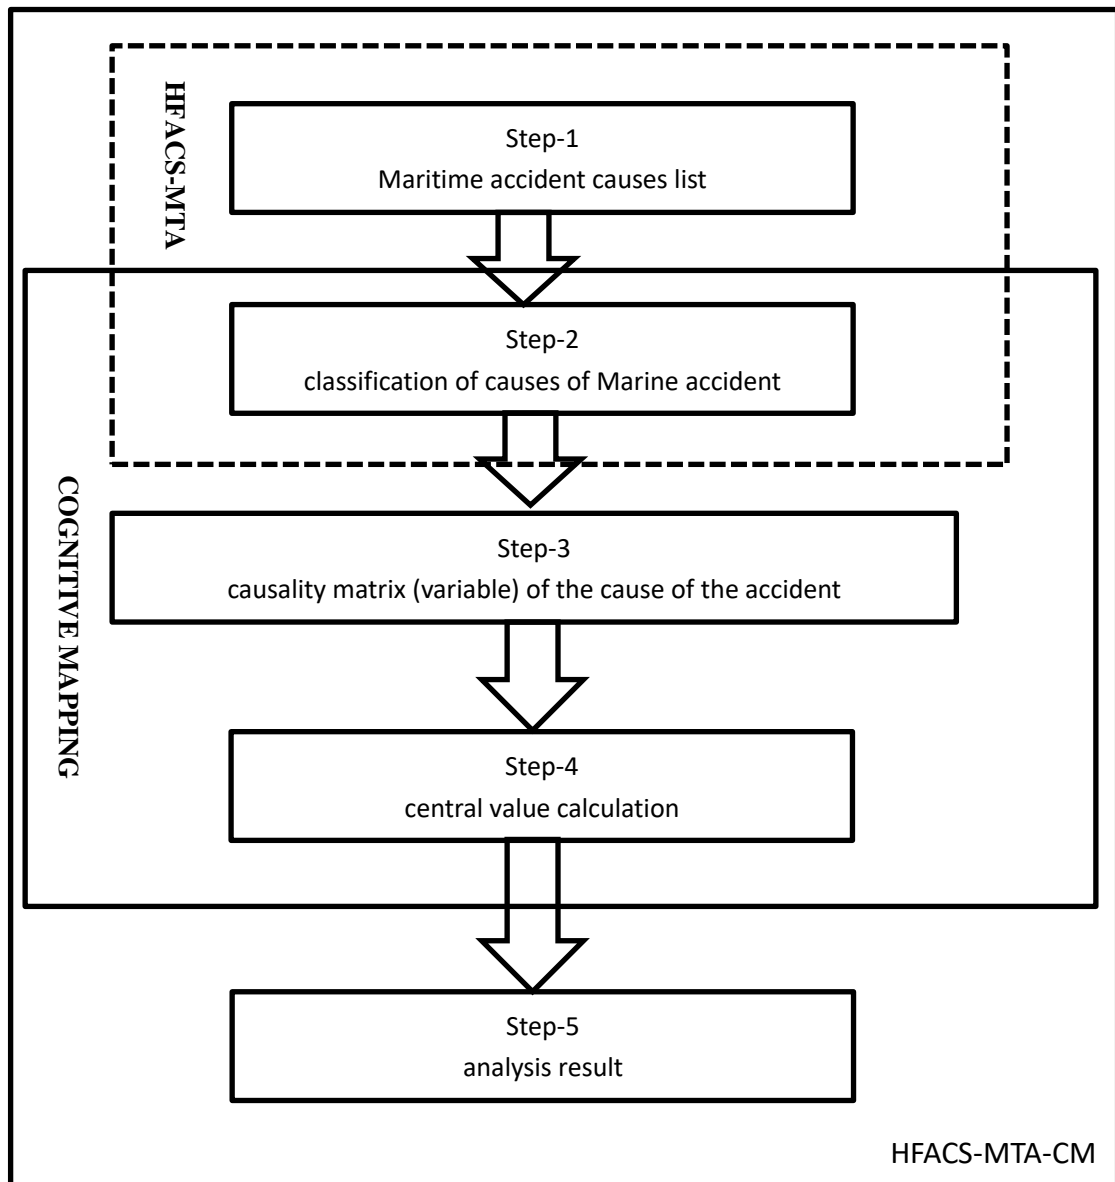 HFACS-MTA
Step-1
Maritime accident causes list
Step-2
classification of causes of Marine accident
COGNITIVE MAPPING
Step-3
causality matrix (variable) of the cause of the accident
Step-4
central value calculation
Step-5
analysis result
HFACS-MTA-CM